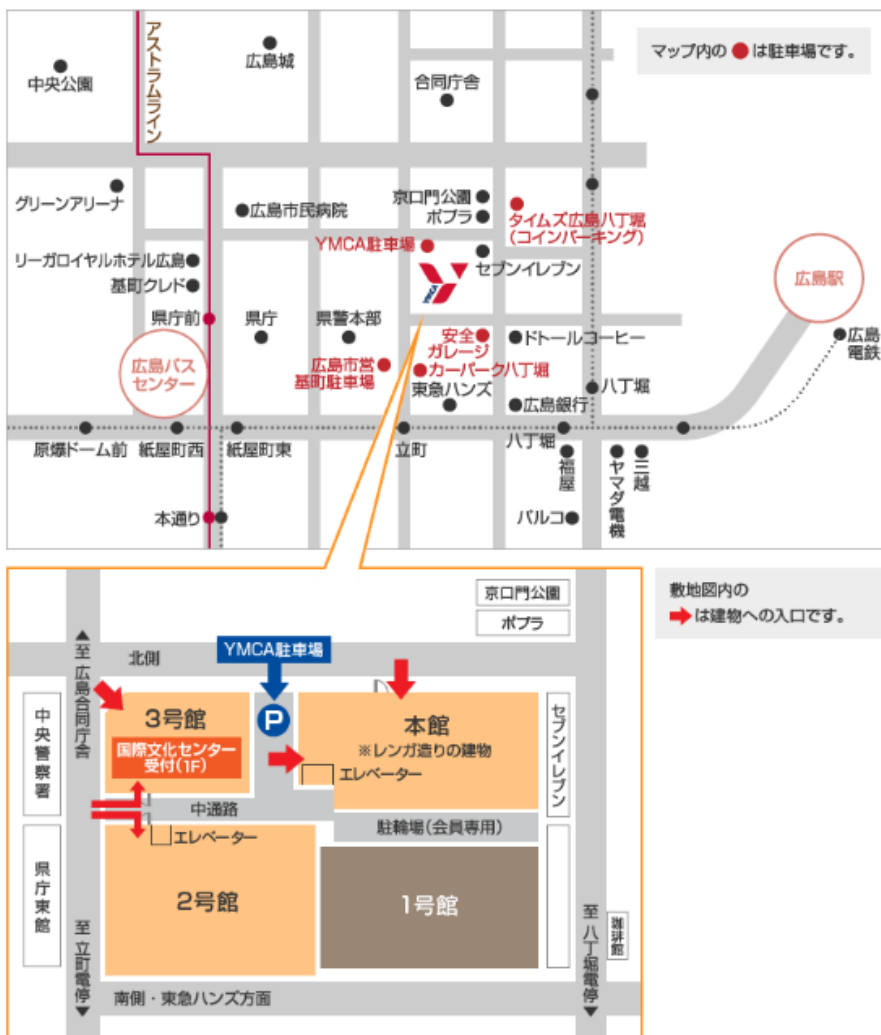 アストラムライン
広島城
マップ内の●は駐車場です。
中央公園
合同庁舎
グリーンアリーナ
広島市民病院
京口門公園
ポプラ
タイムズ広島八丁堀
(コインパーキング)
YMCA駐車場
リーガロイヤルホテル広島
セブンイレブン
基町クレド
YMCA
広島駅
県庁前
県庁
県警本部
安全
ガレージ
ドトールコーヒー
広島
電鉄
広島バス
センター
広島市営
基町駐車場
カーパーク八丁堀
東急ハンズ
広島銀行
八丁堀
原爆ドーム前
紙屋町西
紙屋町東
立町
八丁堀
福屋
ヤマダ電機
三越
本通り
パルコ
京口門公園
ポプラ
敷地図内の
➡は建物への入口です。
▲至 広島合同庁舎
北側
YMCA駐車場
中央警察署
3号館
国際文化センター
受付(1F)
P
本館
※レンガ造りの建物
エレベーター
セブンイレブン
中通路
駐輪場(会員専用)
エレベーター
県庁東館
2号館
1号館
至 立町電停▼
至 八丁堀電停▼
珈琲館
南側・東急ハンズ方面